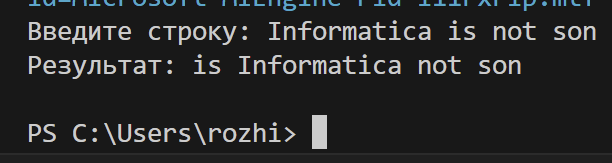 Введите строку: Informatica is not son
Результат: is Informatica not son
PS C:\Users\rozhi>